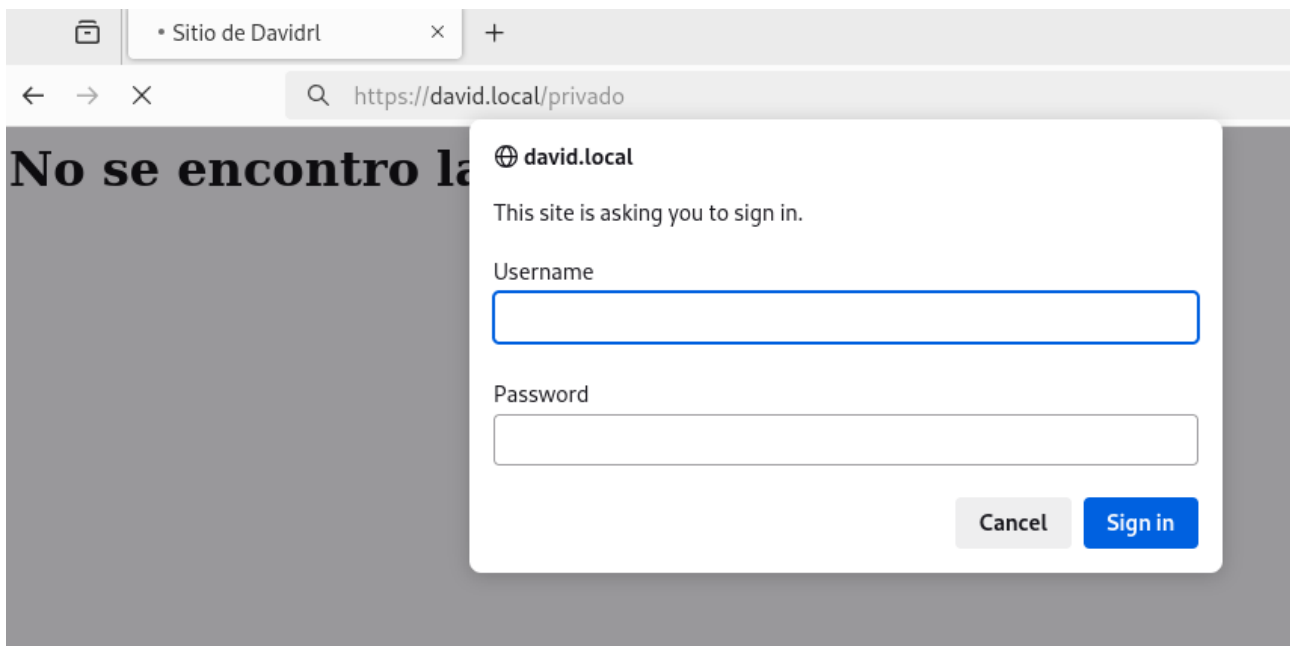 • Sitio de Davidrl
https://david.local/privado
No se encontro
david.local
This site is asking you to sign in.
Username
Password
Cancel
Sign in